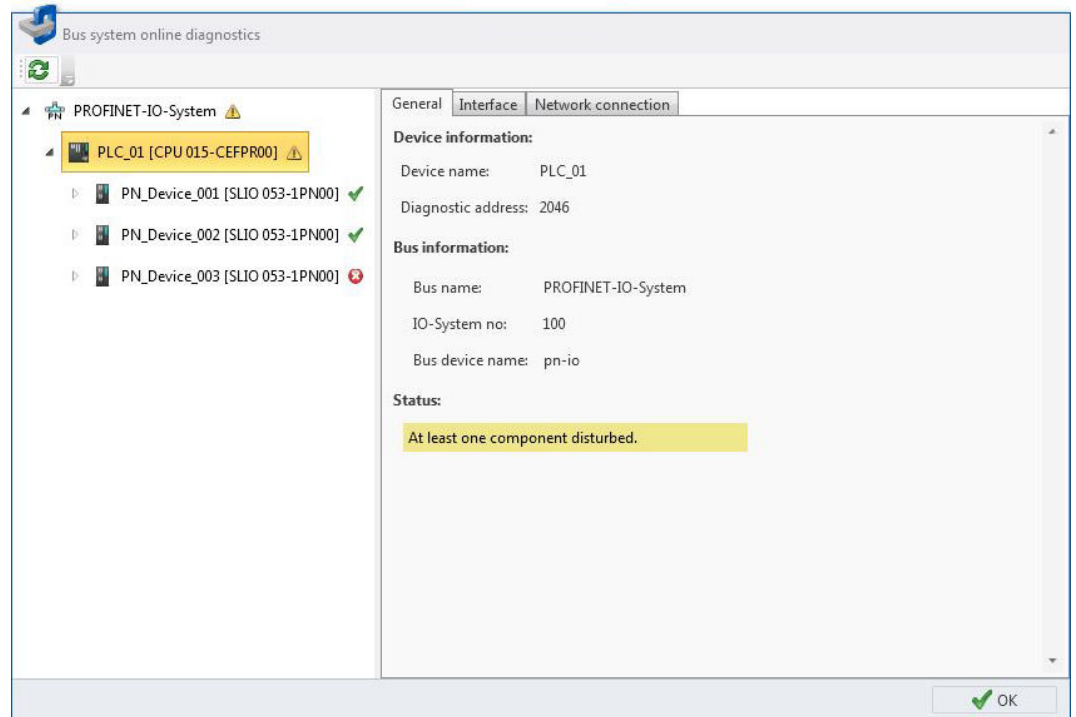 Bus system online diagnostics
PROFINET-IO-System
PLC_01 [CPU 015-CEFPR00]
PN_Device_001 [SLIO 053-1PN00]
PN_Device_002 [SLIO 053-1PN00]
PN_Device_003 [SLIO 053-1PN00]
General Interface Network connection
Device information:
Device name: PLC_01
Diagnostic address: 2046
Bus information:
Bus name: PROFINET-IO-System
IO-System no: 100
Bus device name: pn-io
Status:
At least one component disturbed.
OK